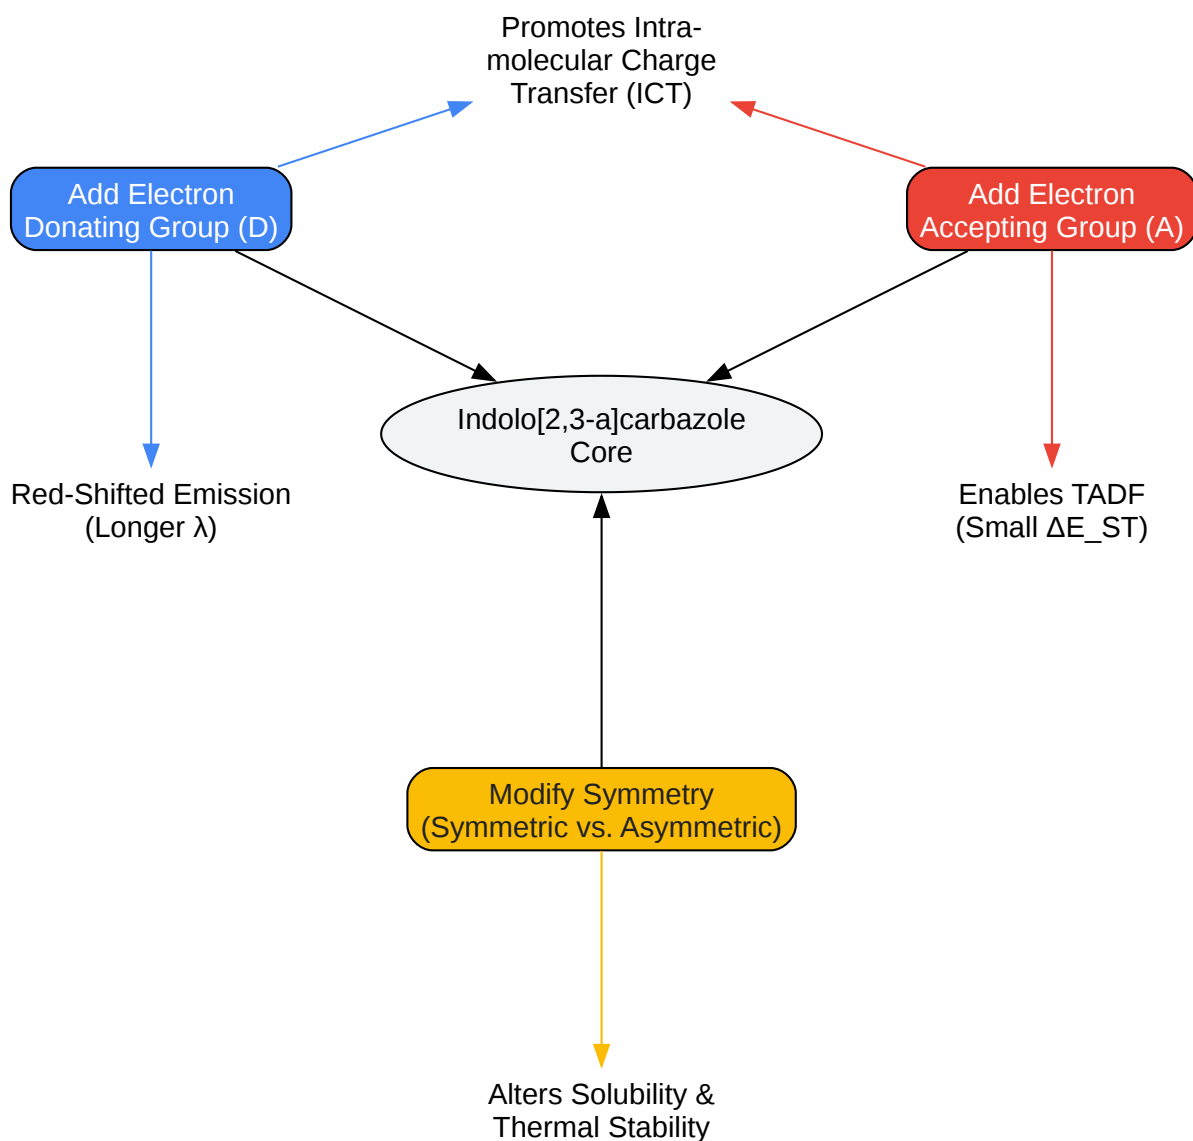 Promotes Intra-
molecular Charge
Transfer (ICT)
Add Electron
Donating Group (D)
Add Electron
Accepting Group (A)
Indolo[2,3-a]carbazole
Core
Red-Shifted Emission
(Longer λ)
Enables TADF
(Small ΔE_ST)
Modify Symmetry
(Symmetric vs. Asymmetric)
Alters Solubility &
Thermal Stability